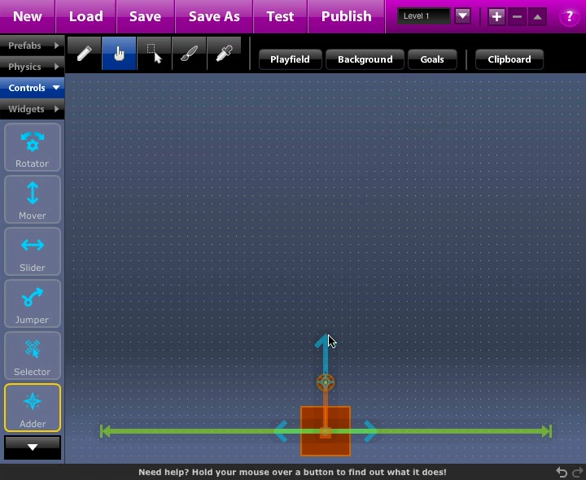 New Load Save Save As Test Publish Level 1 ?
Prefabs
Physics
Controls
Widgets
Playfield Background Goals Clipboard
Rotator
Mover
Slider
Jumper
Selector
Adder
Need help? Hold your mouse over a button to find out what it does!